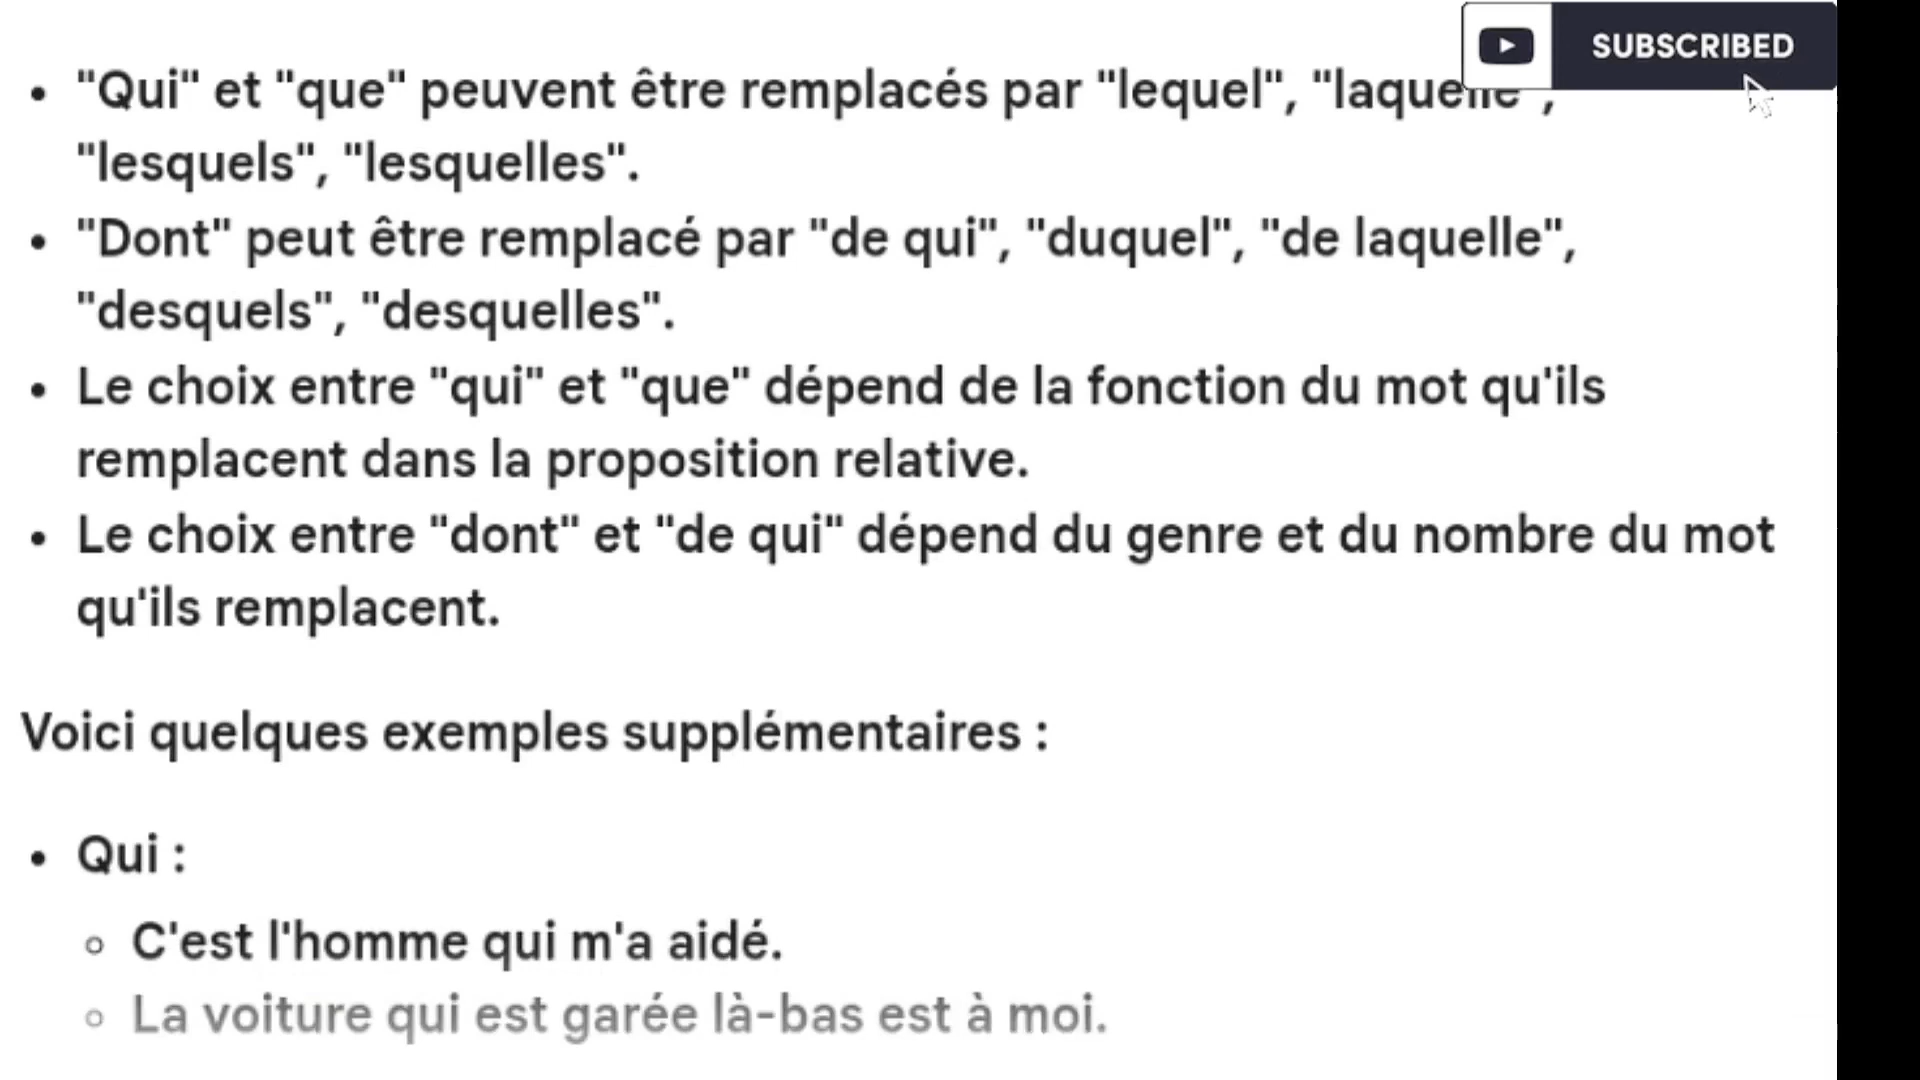 SUBSCRIBED
• "Qui" et "que" peuvent être remplacés par "lequel", "laquelle",
"lesquels", "lesquelles".
• "Dont" peut être remplacé par "de qui", "duquel", "de laquelle",
"desquels", "desquelles".
• Le choix entre "qui" et "que" dépend de la fonction du mot qu'ils
remplacent dans la proposition relative.
• Le choix entre "dont" et "de qui" dépend du genre et du nombre du mot
qu'ils remplacent.
Voici quelques exemples supplémentaires :
• Qui :
◦ C'est l'homme qui m'a aidé.
◦ La voiture qui est garée là-bas est à moi.